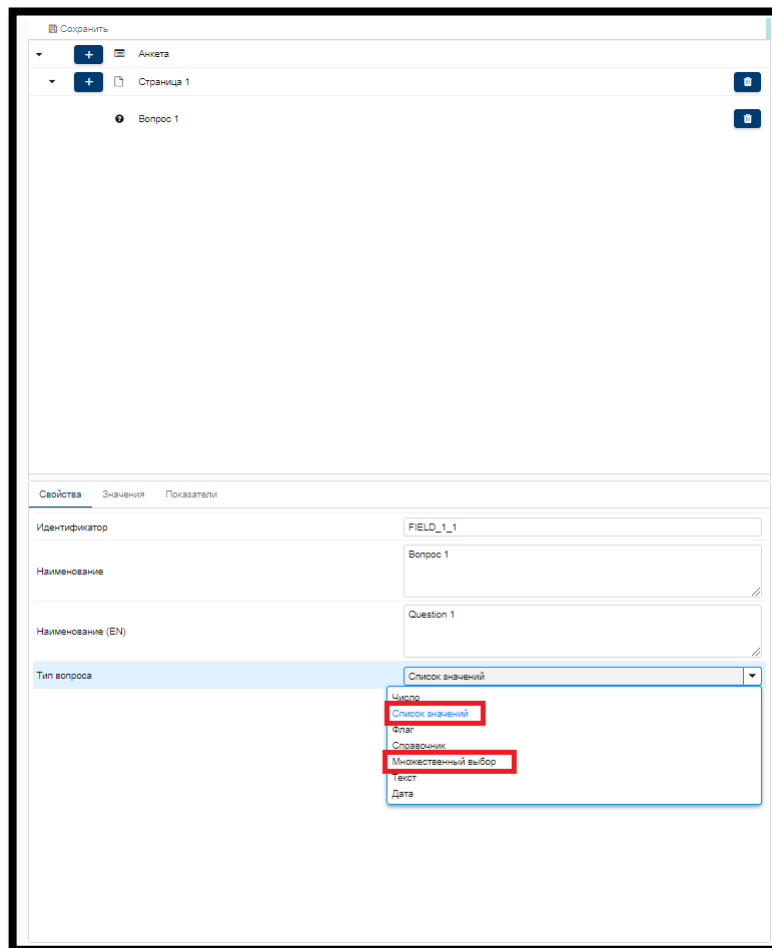 Сохранить
Анкета
Страница 1
Вопрос 1
Свойства Значения Показатели
Идентификатор FIELD_1_1
Наименование Вопрос 1
Наименование (EN) Question 1
Тип вопроса Список значений
Число
Список значений
Флаг
Справочник
Множественный выбор
Текст
Дата